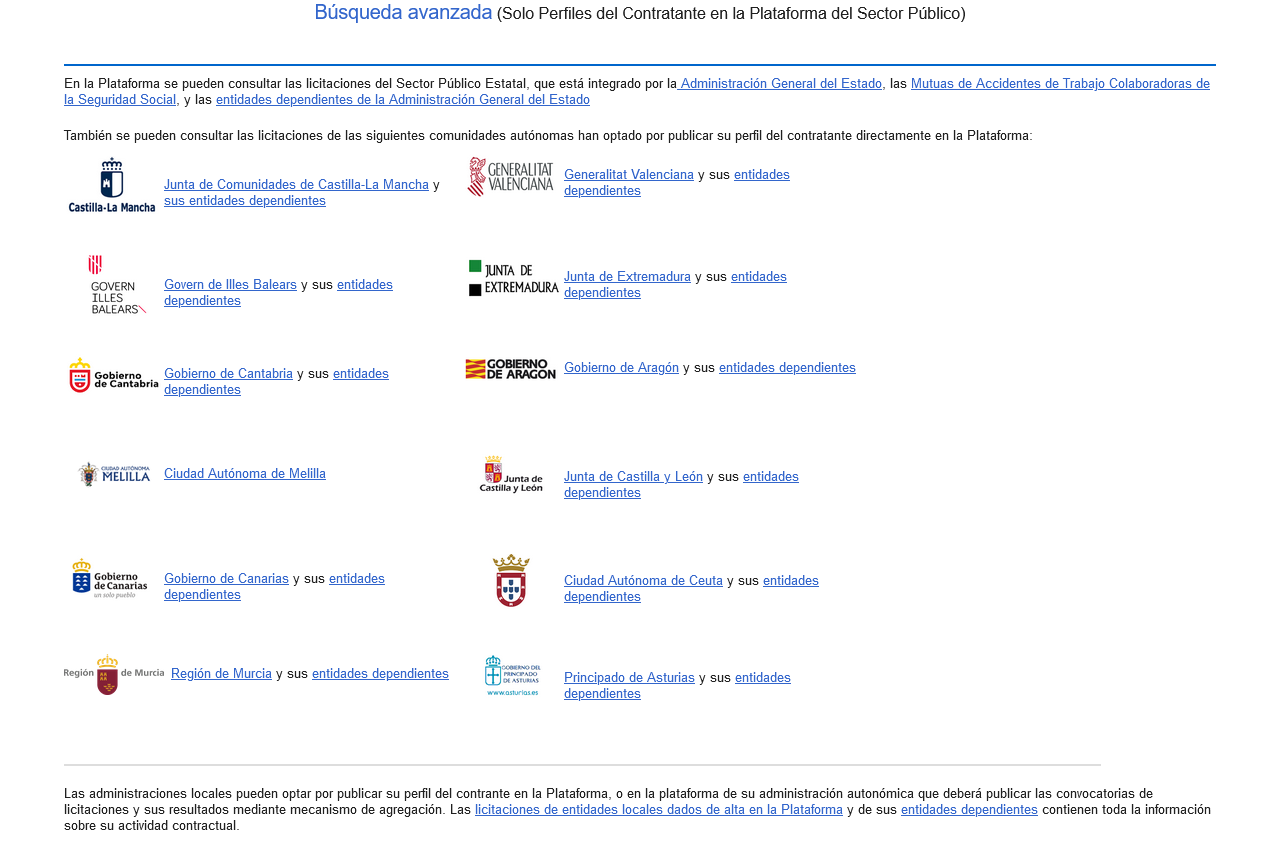 Búsqueda avanzada (Solo Perfiles del Contratante en la Plataforma del Sector Público)
En la Plataforma se pueden consultar las licitaciones del Sector Público Estatal, que está integrado por la Administración General del Estado, las Mutuas de Accidentes de Trabajo Colaboradoras de
la Seguridad Social, y las entidades dependientes de la Administración General del Estado
También se pueden consultar las licitaciones de las siguientes comunidades autónomas han optado por publicar su perfil del contratante directamente en la Plataforma:
Castilla-La Mancha
Junta de Comunidades de Castilla-La Mancha y
sus entidades dependientes
GENERALITAT
VALENCIANA
Generalitat Valenciana y sus entidades
dependientes
GOVERN
ILLES
BALEARS
Govern de Illes Balears y sus entidades
dependientes
JUNTA DE
EXTREMADURA
Junta de Extremadura y sus entidades
dependientes
Gobierno
de Cantabria
Gobierno de Cantabria y sus entidades
dependientes
GOBIERNO
DE ARAGON
Gobierno de Aragón y sus entidades dependientes
CIUDAD AUTÓNOMA
MELILLA
Ciudad Autónoma de Melilla
Junta de
Castilla y León
Junta de Castilla y León y sus entidades
dependientes
Gobierno
de Canarias
un solo pueblo
Gobierno de Canarias y sus entidades
dependientes
Ciudad Autónoma de Ceuta y sus entidades
dependientes
Región de Murcia
Región de Murcia y sus entidades dependientes
GOBIERNO DEL
PRINCIPADO
DE ASTURIAS
www.asturias.es
Principado de Asturias y sus entidades
dependientes
Las administraciones locales pueden optar por publicar su perfil del contrante en la Plataforma, o en la plataforma de su administración autonómica que deberá publicar las convocatorias de
licitaciones y sus resultados mediante mecanismo de agregación. Las licitaciones de entidades locales dados de alta en la Plataforma y de sus entidades dependientes contienen toda la información
sobre su actividad contractual.